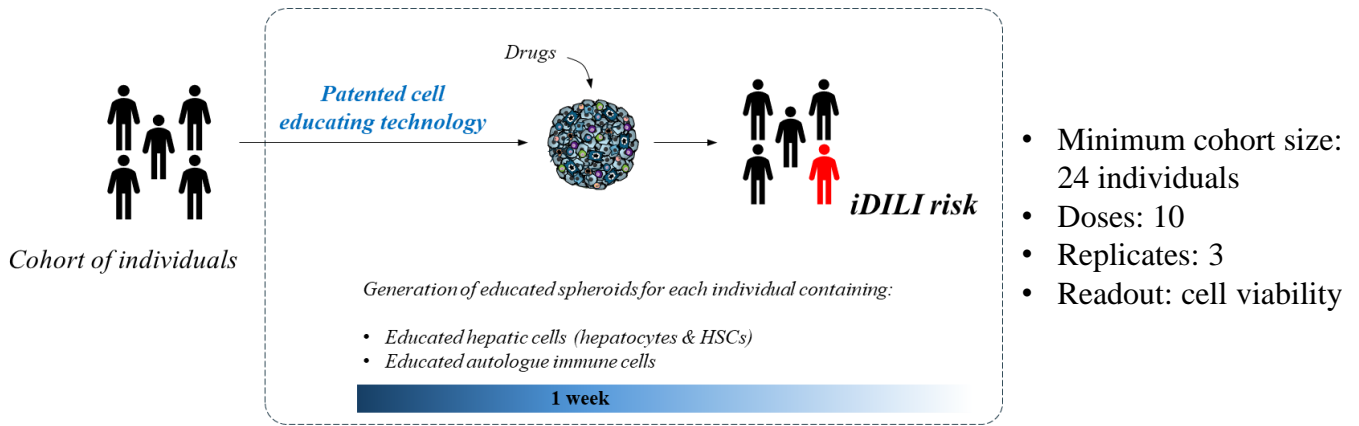 Drugs
Patented cell
educating technology
iDILI risk
Cohort of individuals
Generation of educated spheroids for each individual containing:
• Educated hepatic cells (hepatocytes & HSCs)
• Educated autologue immune cells
1 week
• Minimum cohort size:
24 individuals
• Doses: 10
• Replicates: 3
• Readout: cell viability